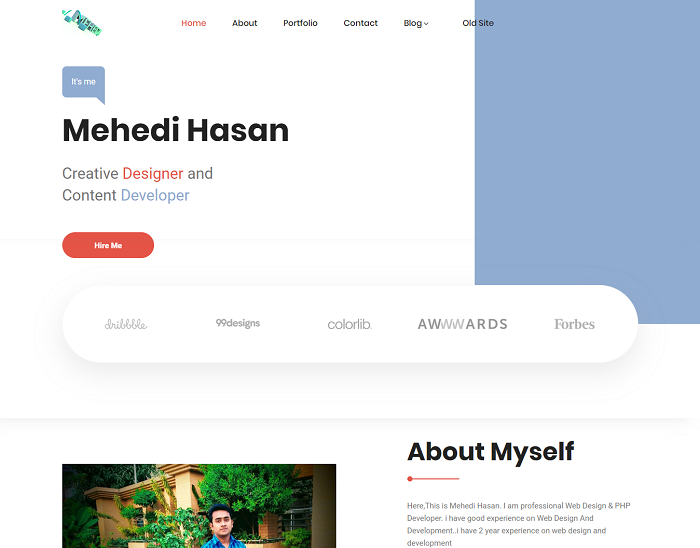 Home About Portfolio Contact Blog Old Site
It's me
Mehedi Hasan
Creative Designer and
Content Developer
Hire Me
dribbble 99designs colorlib. AWWWARDS Forbes
About Myself
Here,This is Mehedi Hasan. I am professional Web Design & PHP
Developer. i have good experience on Web Design And
Development..i have 2 year experience on web design and
development